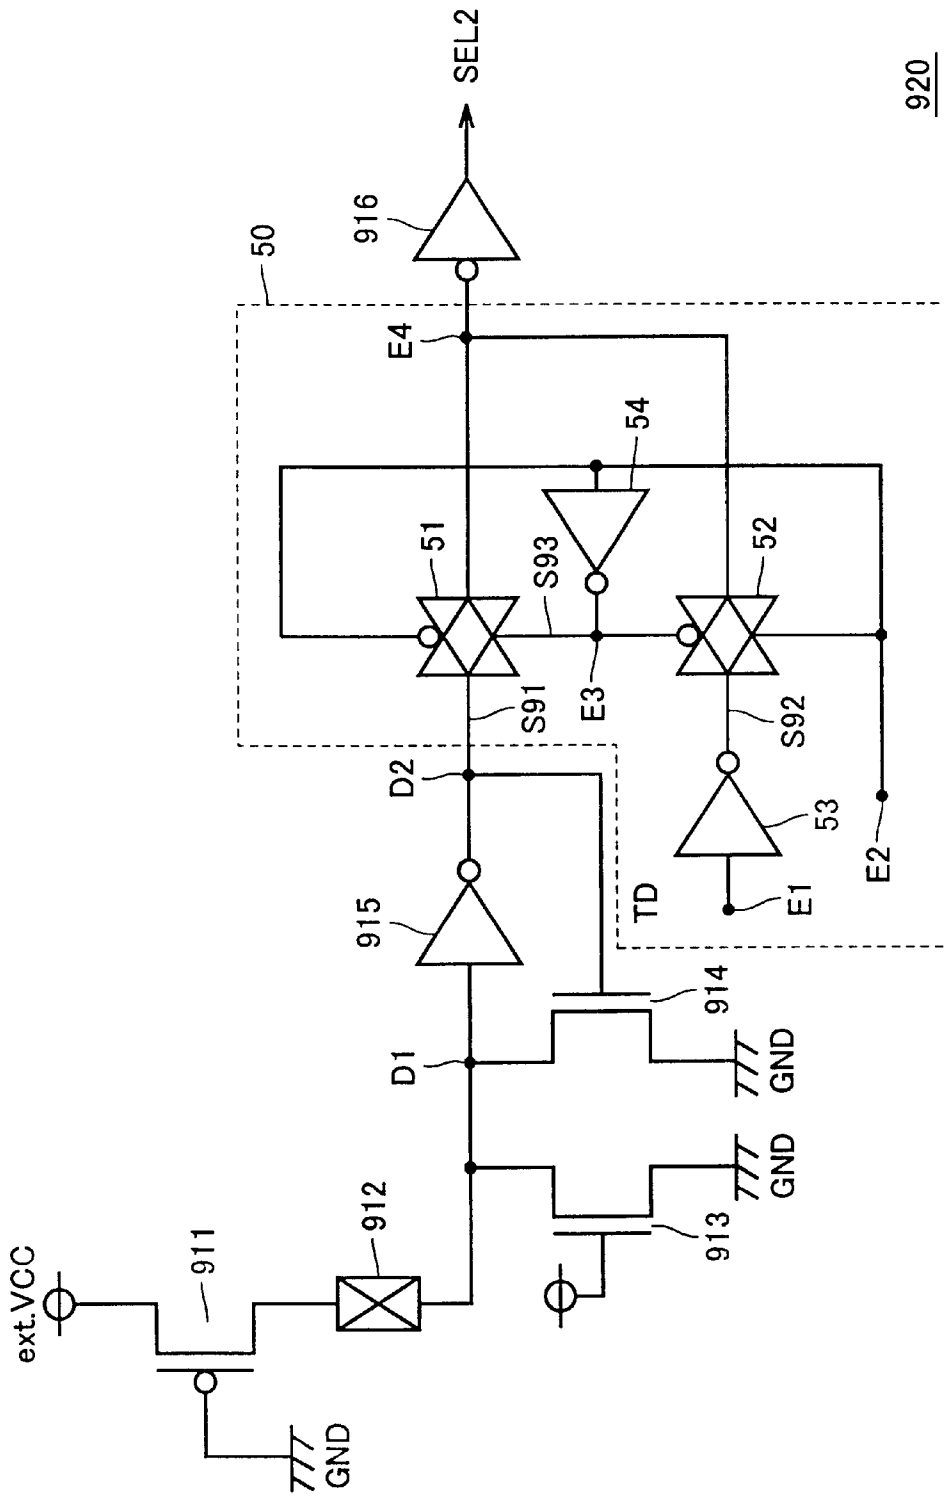 ext.VCC
911
GND
912
913
GND
D1
914
GND
915
D2
TD
E1
53
E2
S91
S92
E3
S93
51
52
54
50
E4
916
SEL2
920